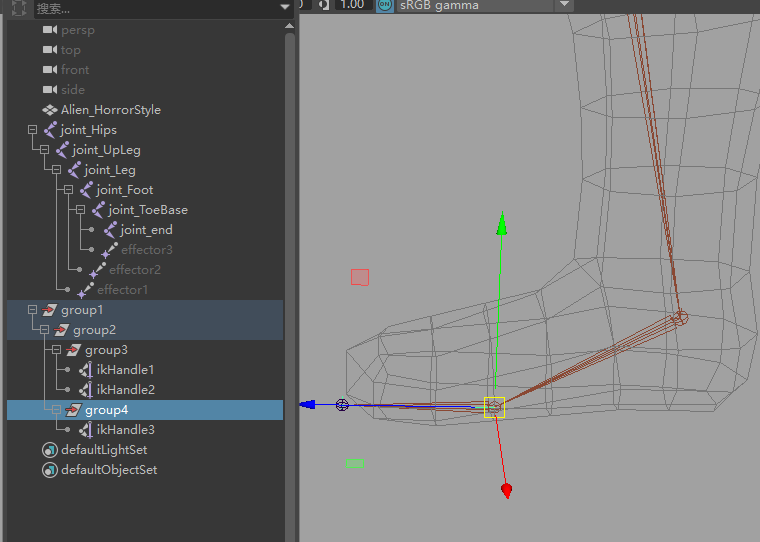 搜索...
1.00
ON
sRGB gamma
persp
top
front
side
Alien_HorrorStyle
joint_Hips
joint_UpLeg
joint_Leg
joint_Foot
joint_ToeBase
joint_end
effector3
effector2
effector1
group1
group2
group3
ikHandle1
ikHandle2
group4
ikHandle3
defaultLightSet
defaultObjectSet